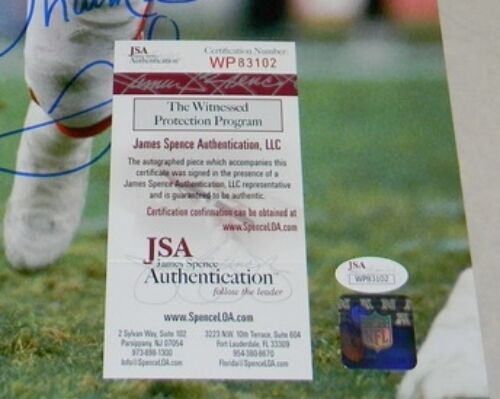 JSA
Authentication™
Certification Number
WP83102
The Witnessed
Protection Program
James Spence Authentication, LLC
The autographed piece which accompanies this
certificate was signed in the presence of a
James Spence Authentication, LLC representative
and is guaranteed to be authentic.
Certification confirmation can be obtained at
www.SpenceLOA.com
JSA
James Spence
Authentication™
follow the leader
www.SpenceLOA.com
2 Sylvan Way, Suite 102
Parsippany, NJ 07054
973-898-1300
Info@SpenceLOA.com
3223 N.W. 10th Terrace, Suite 604
Fort Lauderdale, FL 33309
954-380-8670
Florida@SpenceLOA.com
JSA
WP83102
NFL